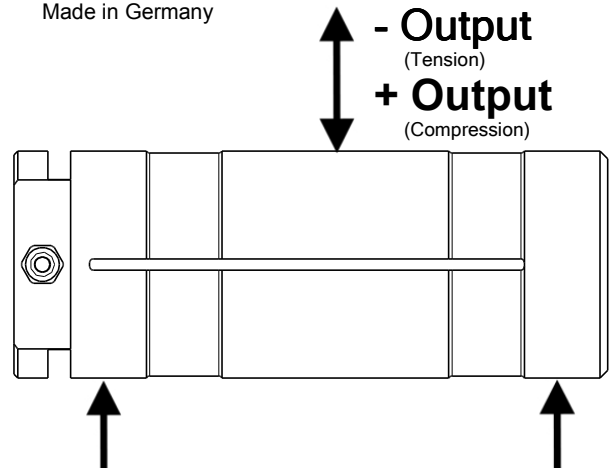 Made in Germany
- Output
(Tension)
+ Output
(Compression)